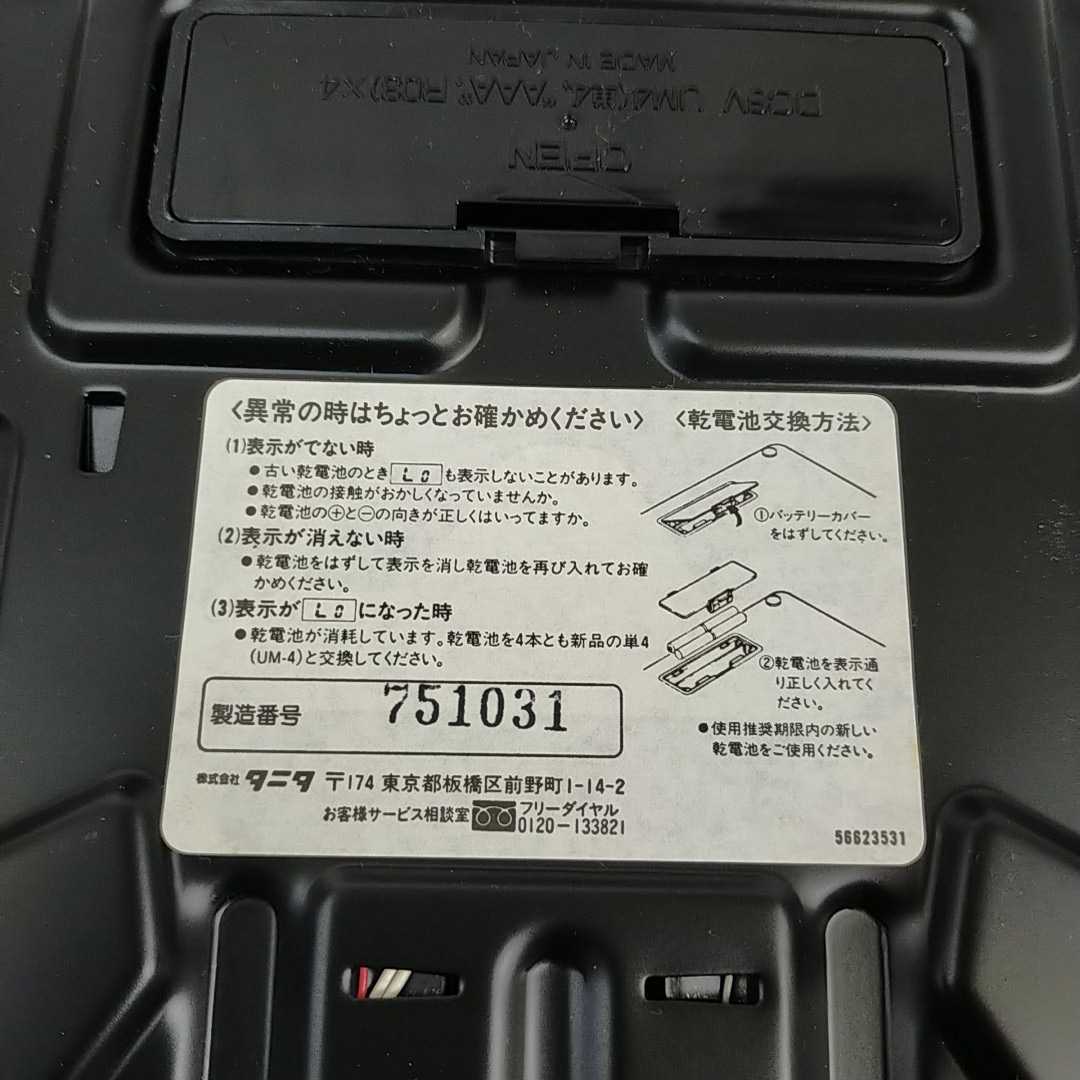 MADE IN JAPAN
DC6V UM4(単4, "AAA", R03)×4
OPEN
〈異常の時はちょっとお確かめください〉
(1)表示がでない時
●古い乾電池のとき Lo も表示しないことがあります。
●乾電池の接触がおかしくなっていませんか。
●乾電池の⊕と⊖の向きが正しくはいってますか。
(2)表示が消えない時
●乾電池をはずして表示を消し乾電池を再び入れてお確
かめください。
(3)表示が Lo になった時
●乾電池が消耗しています。乾電池を4本とも新品の単4
(UM-4)と交換してください。
製造番号 751031
株式会社 タニタ 〒174 東京都板橋区前野町1-14-2
お客様サービス相談室 フリーダイヤル
0120-133821
〈乾電池交換方法〉
①バッテリーカバー
をはずしてください。
②乾電池を表示通
り正しく入れてく
ださい。
●使用推奨期限内の新しい
乾電池をご使用ください。
56623531